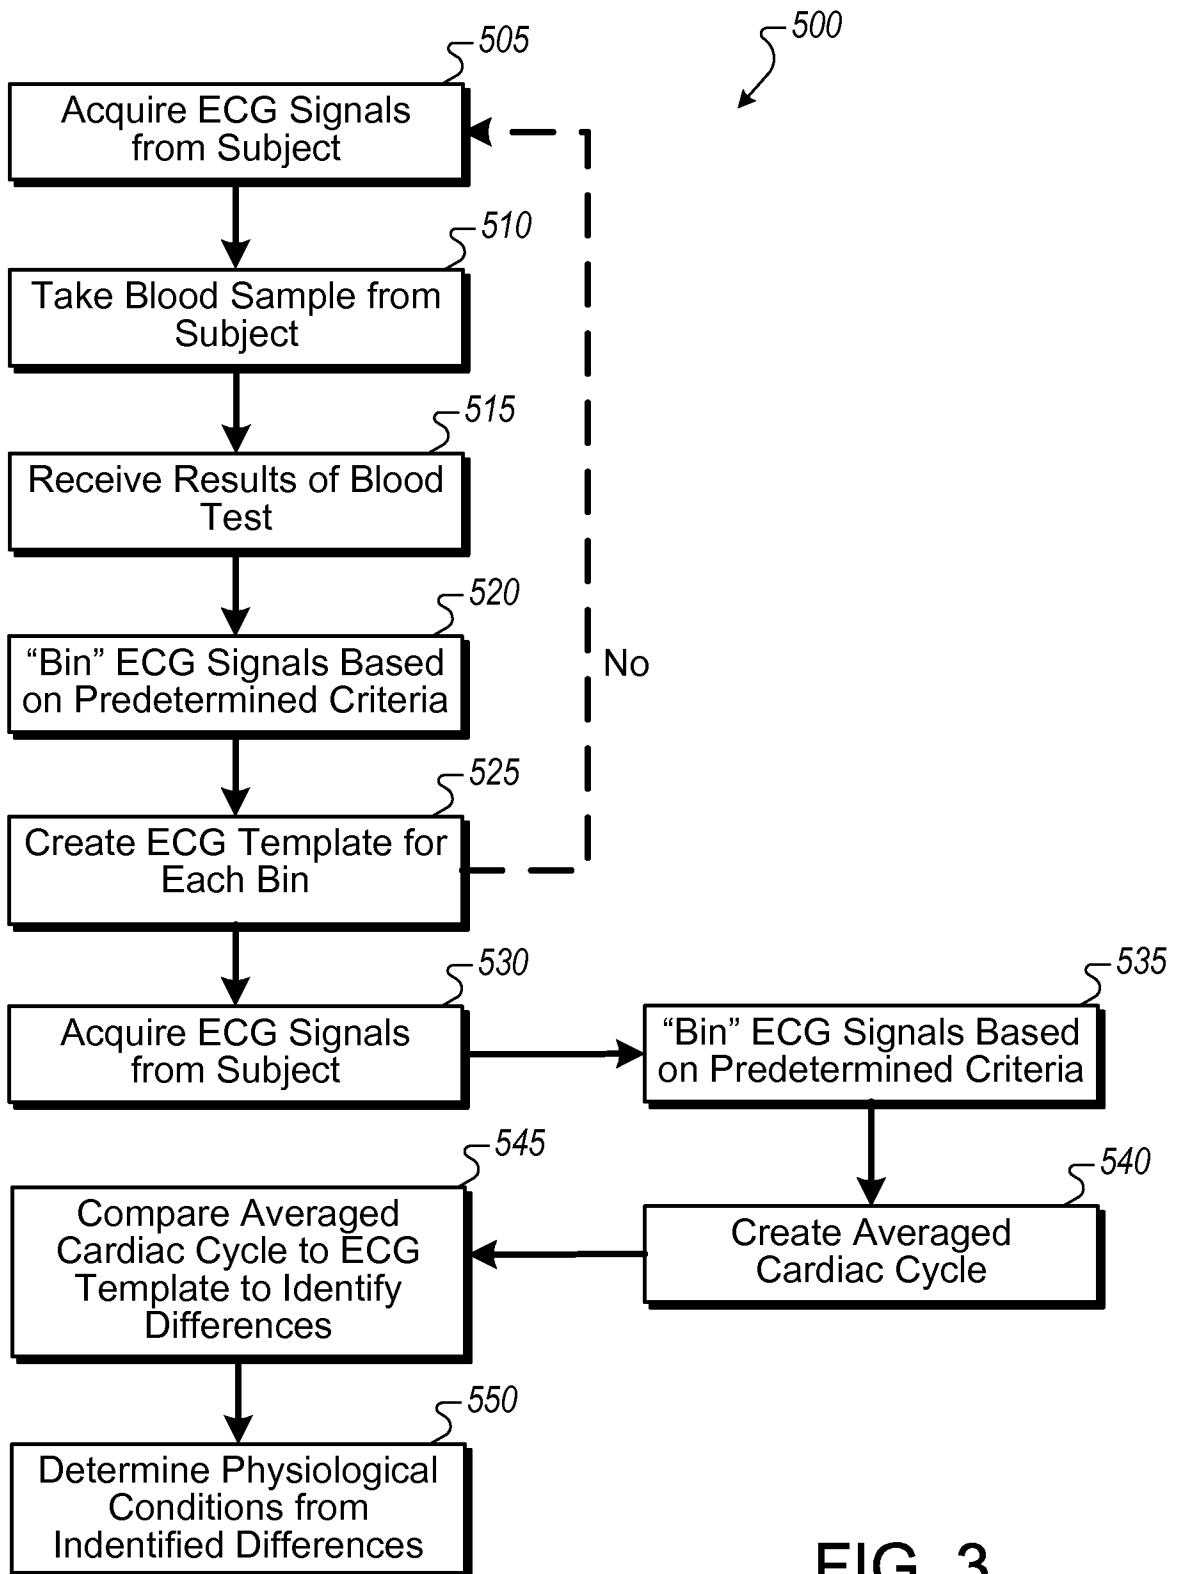 500
505
Acquire ECG Signals
from Subject
510
Take Blood Sample from
Subject
515
Receive Results of Blood
Test
520
“Bin” ECG Signals Based
on Predetermined Criteria
No
525
Create ECG Template for
Each Bin
530
Acquire ECG Signals
from Subject
535
“Bin” ECG Signals Based
on Predetermined Criteria
540
Create Averaged
Cardiac Cycle
545
Compare Averaged
Cardiac Cycle to ECG
Template to Identify
Differences
550
Determine Physiological
Conditions from
Indentified Differences
FIG. 3